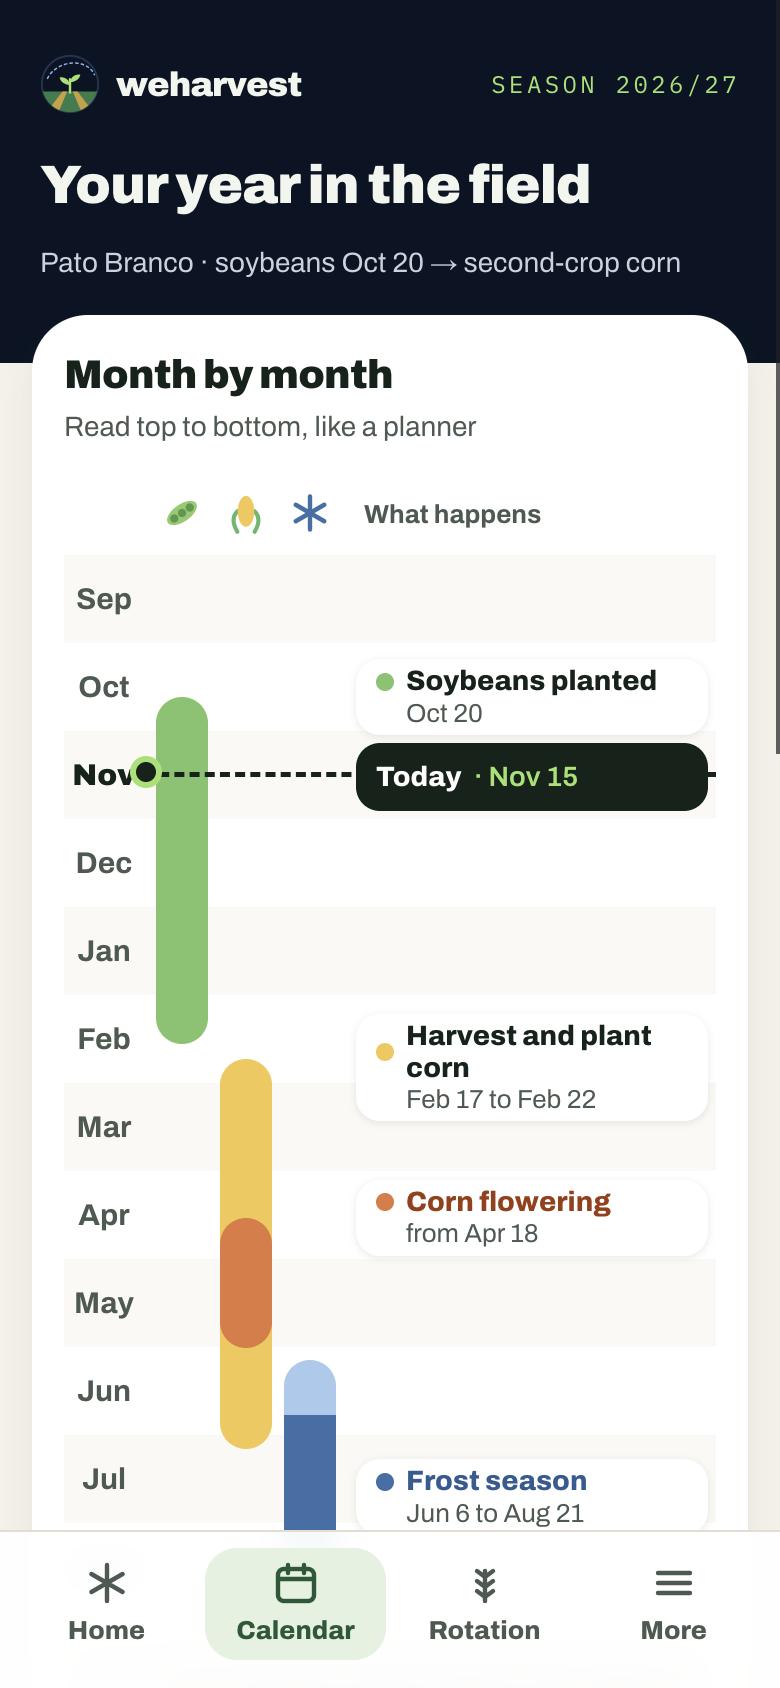 weharvest
SEASON 2026/27
Your year in the field
Pato Branco · soybeans Oct 20 → second-crop corn
Month by month
Read top to bottom, like a planner
What happens
Sep
Oct
Soybeans planted
Oct 20
Nov
Today · Nov 15
Dec
Jan
Feb
Harvest and plant
corn
Feb 17 to Feb 22
Mar
Apr
Corn flowering
from Apr 18
May
Jun
Jul
Frost season
Jun 6 to Aug 21
Home
Calendar
Rotation
More